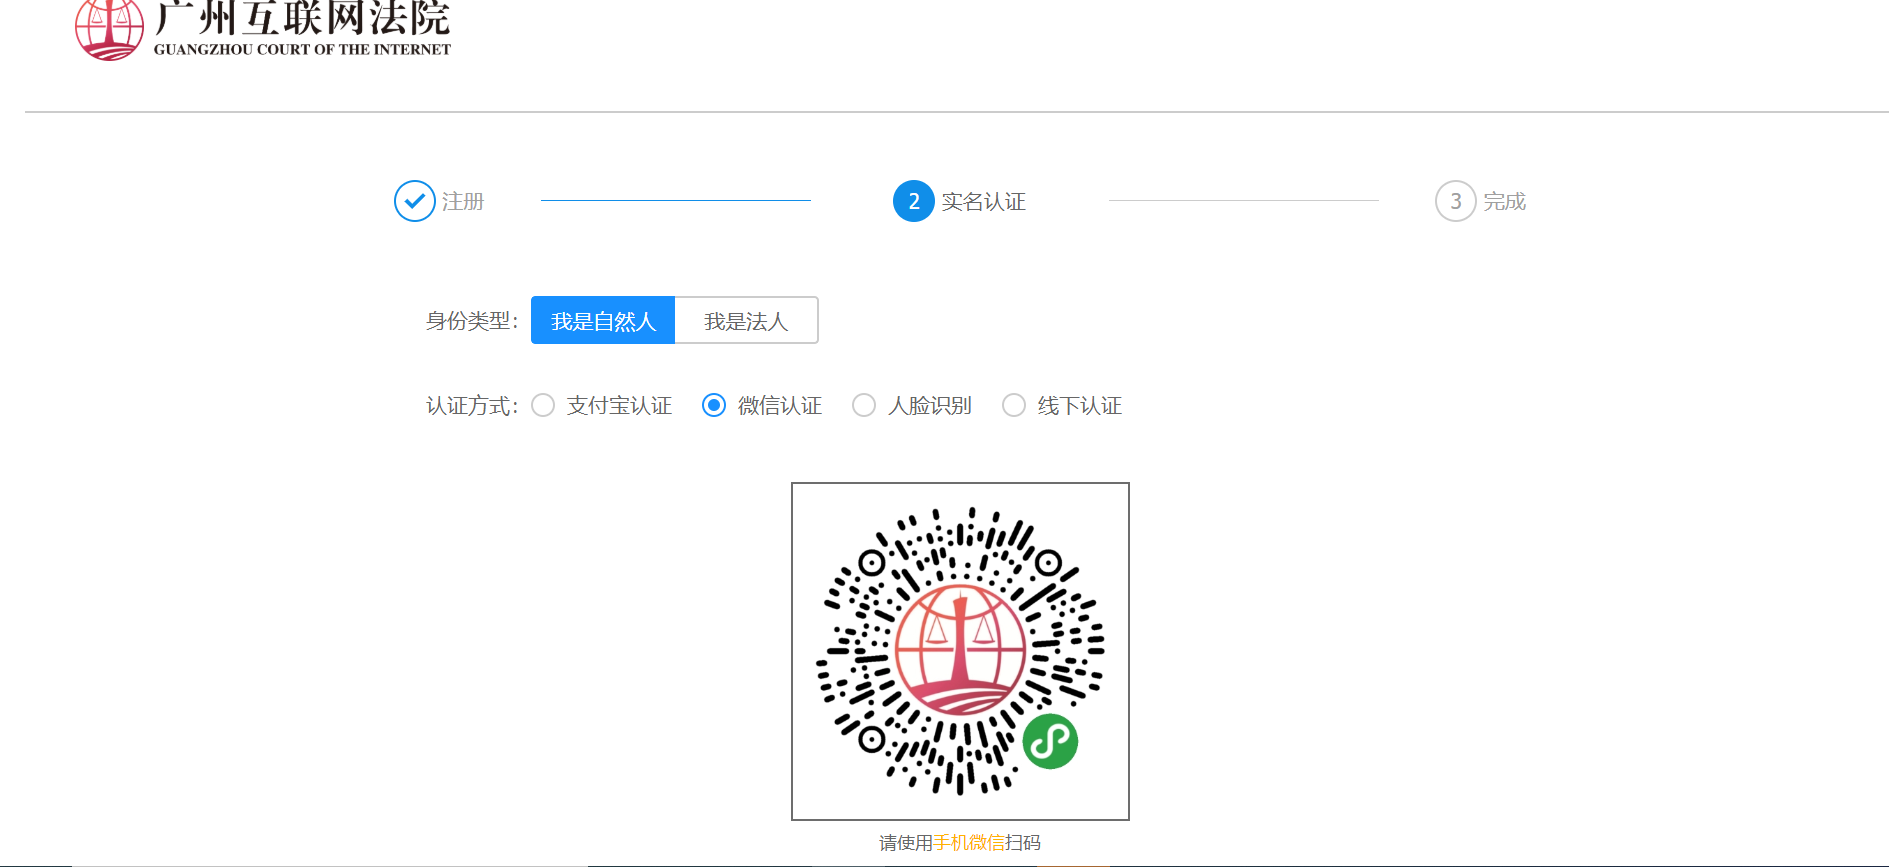 广州互联网法院
GUANGZHOU COURT OF THE INTERNET
注册
2 实名认证
3 完成
身份类型: 我是自然人 我是法人
认证方式: 支付宝认证 微信认证 人脸识别 线下认证
请使用手机微信扫码